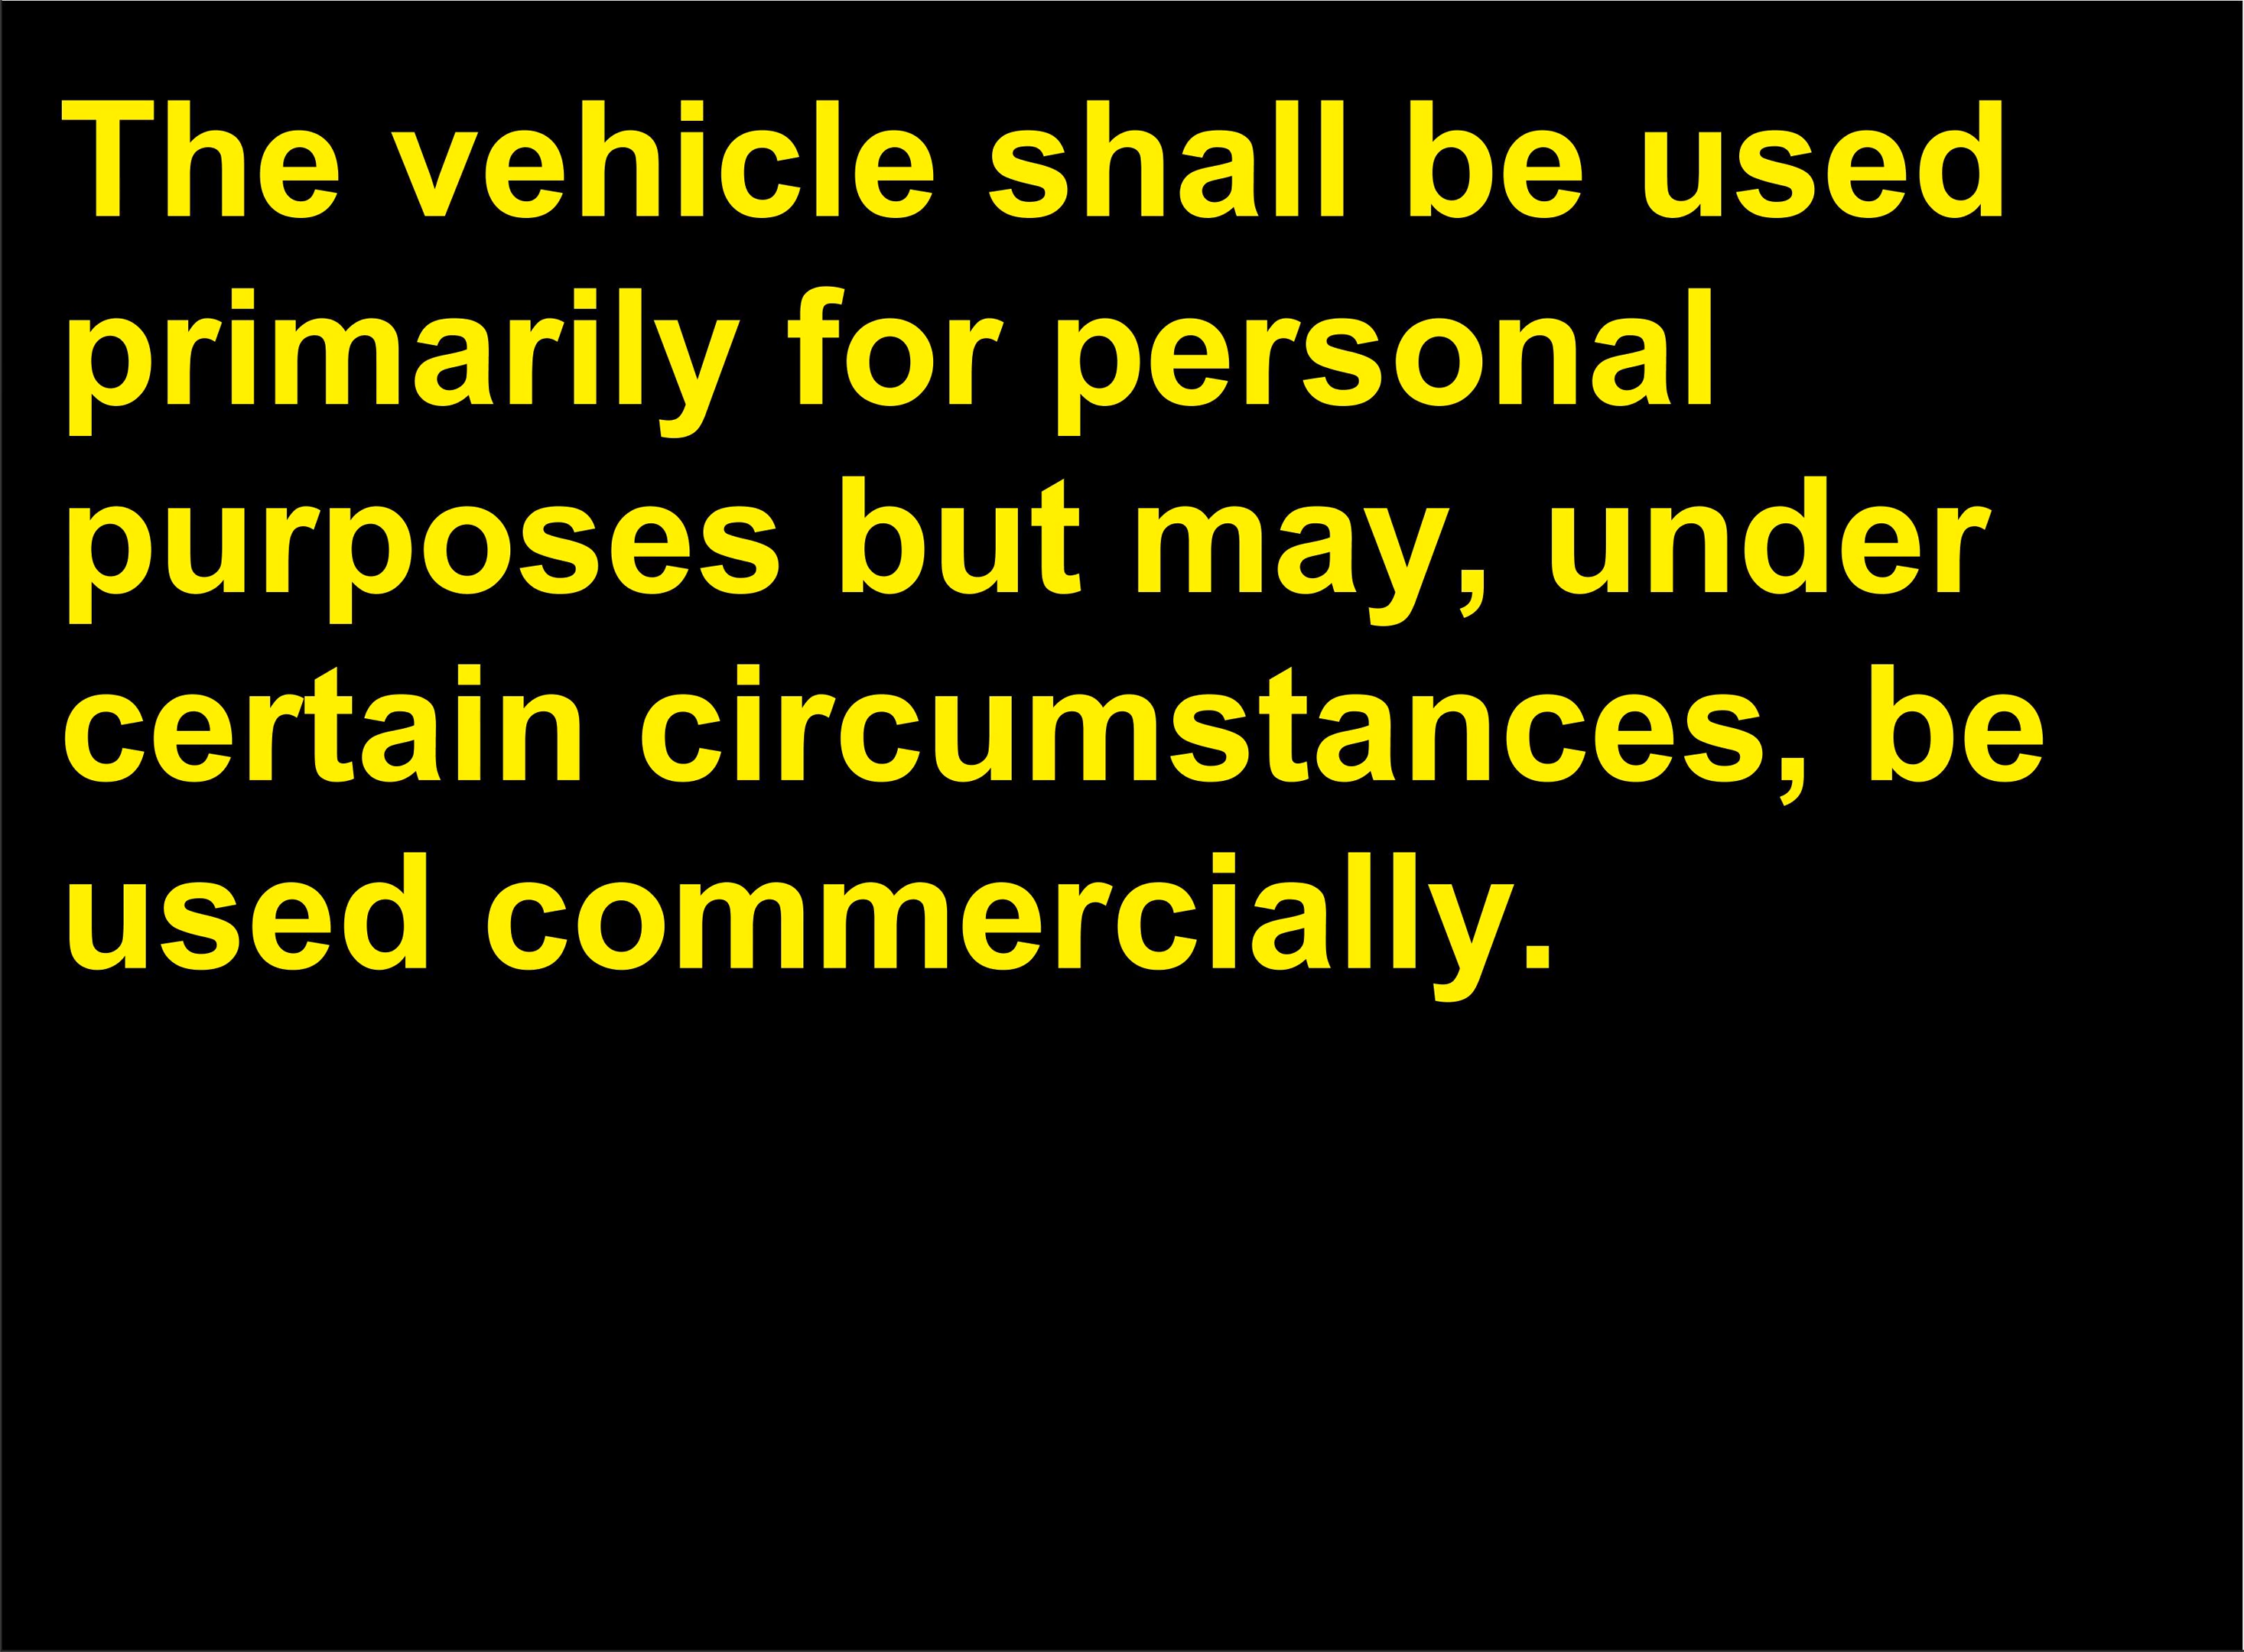 The vehicle shall be used
primarily for personal
purposes but may, under
certain circumstances, be
used commercially.